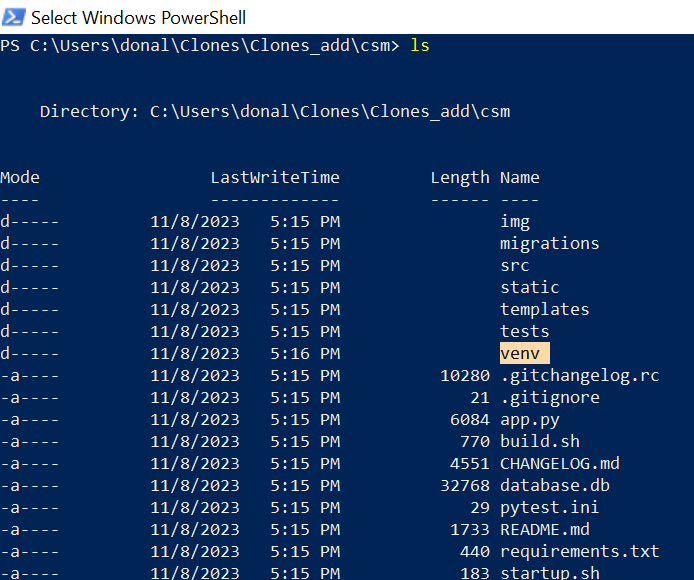 Select Windows PowerShell
PS C:\Users\donal\Clones\Clones_add\csm> ls
Directory: C:\Users\donal\Clones\Clones_add\csm
Mode LastWriteTime Length Name
---- ------------- ------ ----
d----- 11/8/2023 5:15 PM img
d----- 11/8/2023 5:15 PM migrations
d----- 11/8/2023 5:15 PM src
d----- 11/8/2023 5:15 PM static
d----- 11/8/2023 5:15 PM templates
d----- 11/8/2023 5:15 PM tests
d----- 11/8/2023 5:16 PM venv
-a---- 11/8/2023 5:15 PM 10280 .gitchangelog.rc
-a---- 11/8/2023 5:15 PM 21 .gitignore
-a---- 11/8/2023 5:15 PM 6084 app.py
-a---- 11/8/2023 5:15 PM 770 build.sh
-a---- 11/8/2023 5:15 PM 4551 CHANGELOG.md
-a---- 11/8/2023 5:15 PM 32768 database.db
-a---- 11/8/2023 5:15 PM 29 pytest.ini
-a---- 11/8/2023 5:15 PM 1733 README.md
-a---- 11/8/2023 5:15 PM 440 requirements.txt
-a---- 11/8/2023 5:15 PM 183 startup.sh